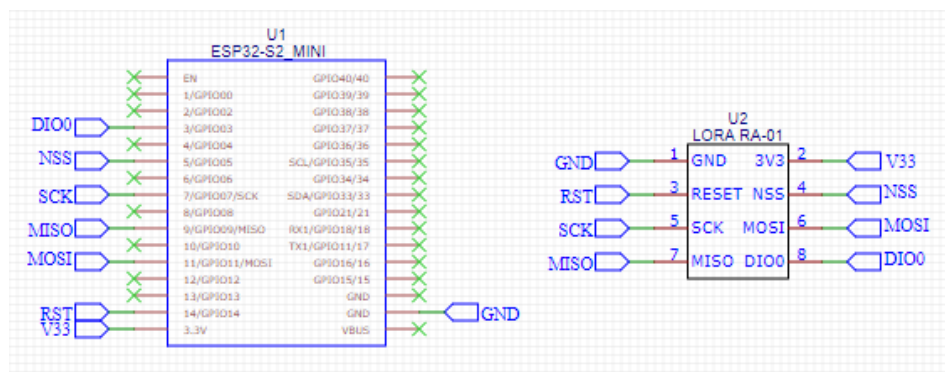 U1
ESP32-S2_MINI
EN GPIO40/40
1/GPIO00 GPIO39/39
2/GPIO02 GPIO38/38
DIO0 3/GPIO03 GPIO37/37
4/GPIO04 GPIO36/36
NSS 5/GPIO05 SCL/GPIO35/35
6/GPIO06 GPIO34/34
SCK 7/GPIO07/SCK SDA/GPIO33/33
8/GPIO08 GPIO21/21
MISO 9/GPIO09/MISO RX1/GPIO18/18
10/GPIO10 TX1/GPIO11/17
MOSI 11/GPIO11/MOSI GPIO16/16
12/GPIO12 GPIO15/15
13/GPIO13 GND
RST 14/GPIO14 GND GND
V33 3.3V VBUS
U2
LORA RA-01
GND 1 GND 3V3 2 V33
RST 3 RESET NSS 4 NSS
SCK 5 SCK MOSI 6 MOSI
MISO 7 MISO DIO0 8 DIO0